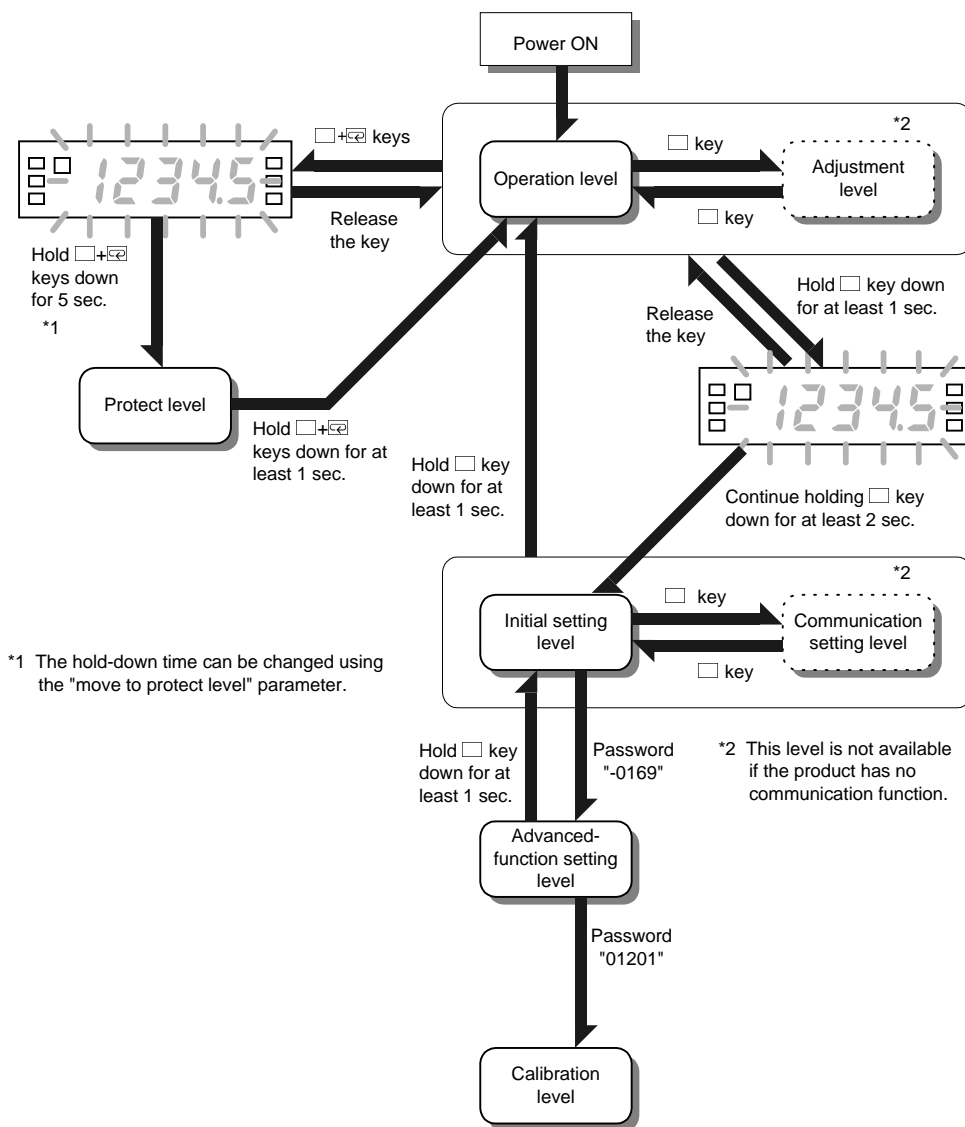 Power ON
+ keys
Release
the key
Hold +
keys down
for 5 sec.
*1
12345
Operation level
key
key
*2
Adjustment
level
Release
the key
Hold key down
for at least 1 sec.
1234.5
Protect level
Hold +
keys down for at
least 1 sec.
Hold key
down for at
least 1 sec.
Continue holding key
down for at least 2 sec.
*2
Initial setting
level
key
key
Communication
setting level
*1 The hold-down time can be changed using
the "move to protect level" parameter.
Hold key
down for at
least 1 sec.
Password
"-0169"
*2 This level is not available
if the product has no
communication function.
Advanced-
function setting
level
Password
"01201"
Calibration
level